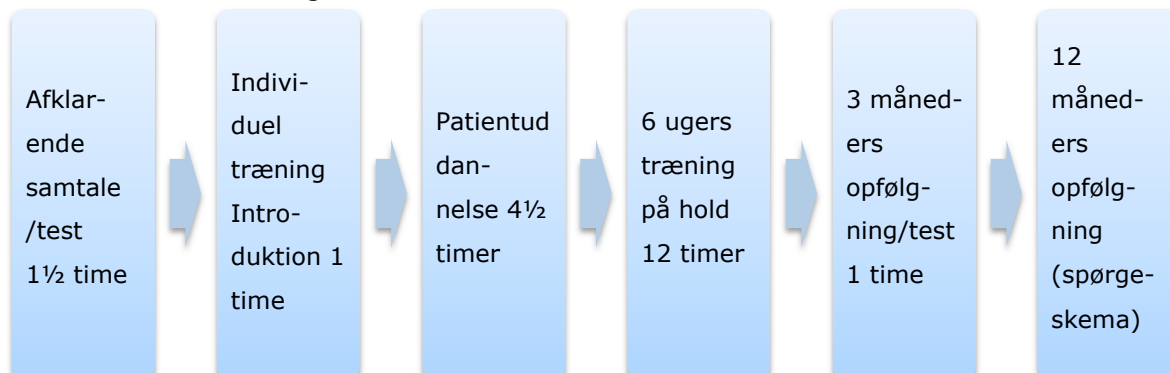 Afklar-
ende
samtale
/test
1½ time
Indivi-
duel
træning
Intro-
duktion 1
time
Patientud
dan-
nelse 4½
timer
6 ugers
træning
på hold
12 timer
3 måned-
ers
opfølg-
ning/test
1 time
12
måned-
ers
opfølg-
ning
(spørge-
skema)